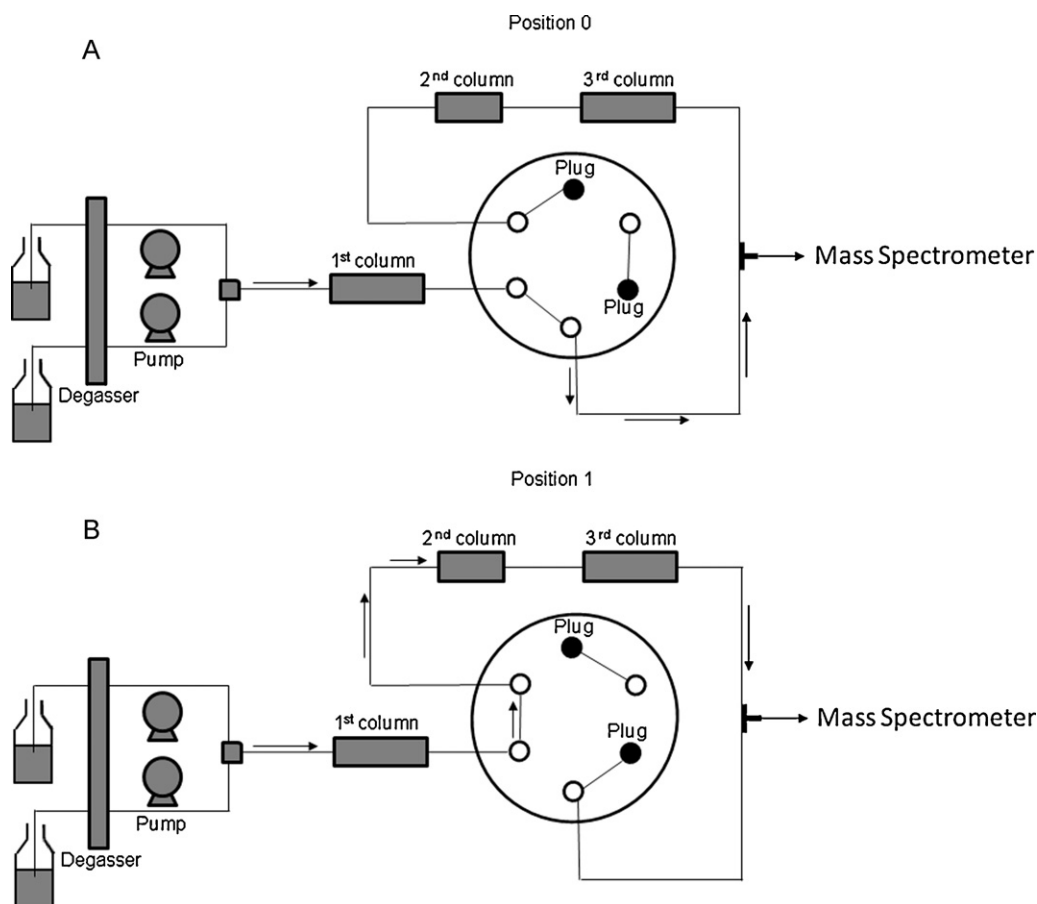 Position 0
A
2nd column
3rd column
Plug
1st column
Mass Spectrometer
Plug
Pump
Degasser
Position 1
B
2nd column
3rd column
Plug
1st column
Mass Spectrometer
Plug
Pump
Degasser